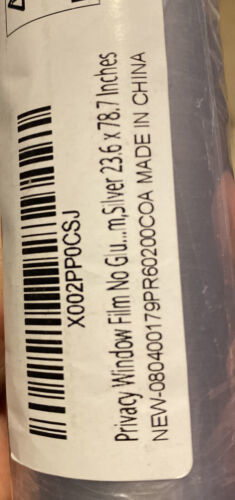 X002PP0CSJ
Privacy Window Film No Glu...m,Silver 23.6 x 78.7 Inches
NEW-080400179PR60200COA MADE IN CHINA